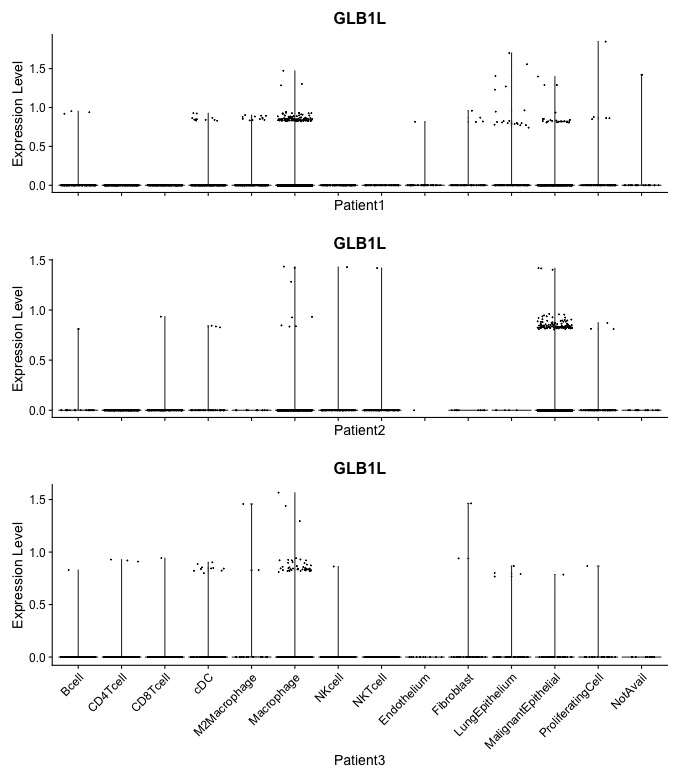 GLB1L
Expression Level
1.5
1.0
0.5
0.0
Patient1
GLB1L
Expression Level
1.5
1.0
0.5
0.0
Patient2
GLB1L
Expression Level
1.5
1.0
0.5
0.0
Bcell
CD4Tcell
CD8Tcell
cDC
M2Macrophage
Macrophage
NKcell
NKTcell
Endothelium
Fibroblast
LungEpithelium
MalignantEpithelial
ProliferatingCell
NotAvail
Patient3